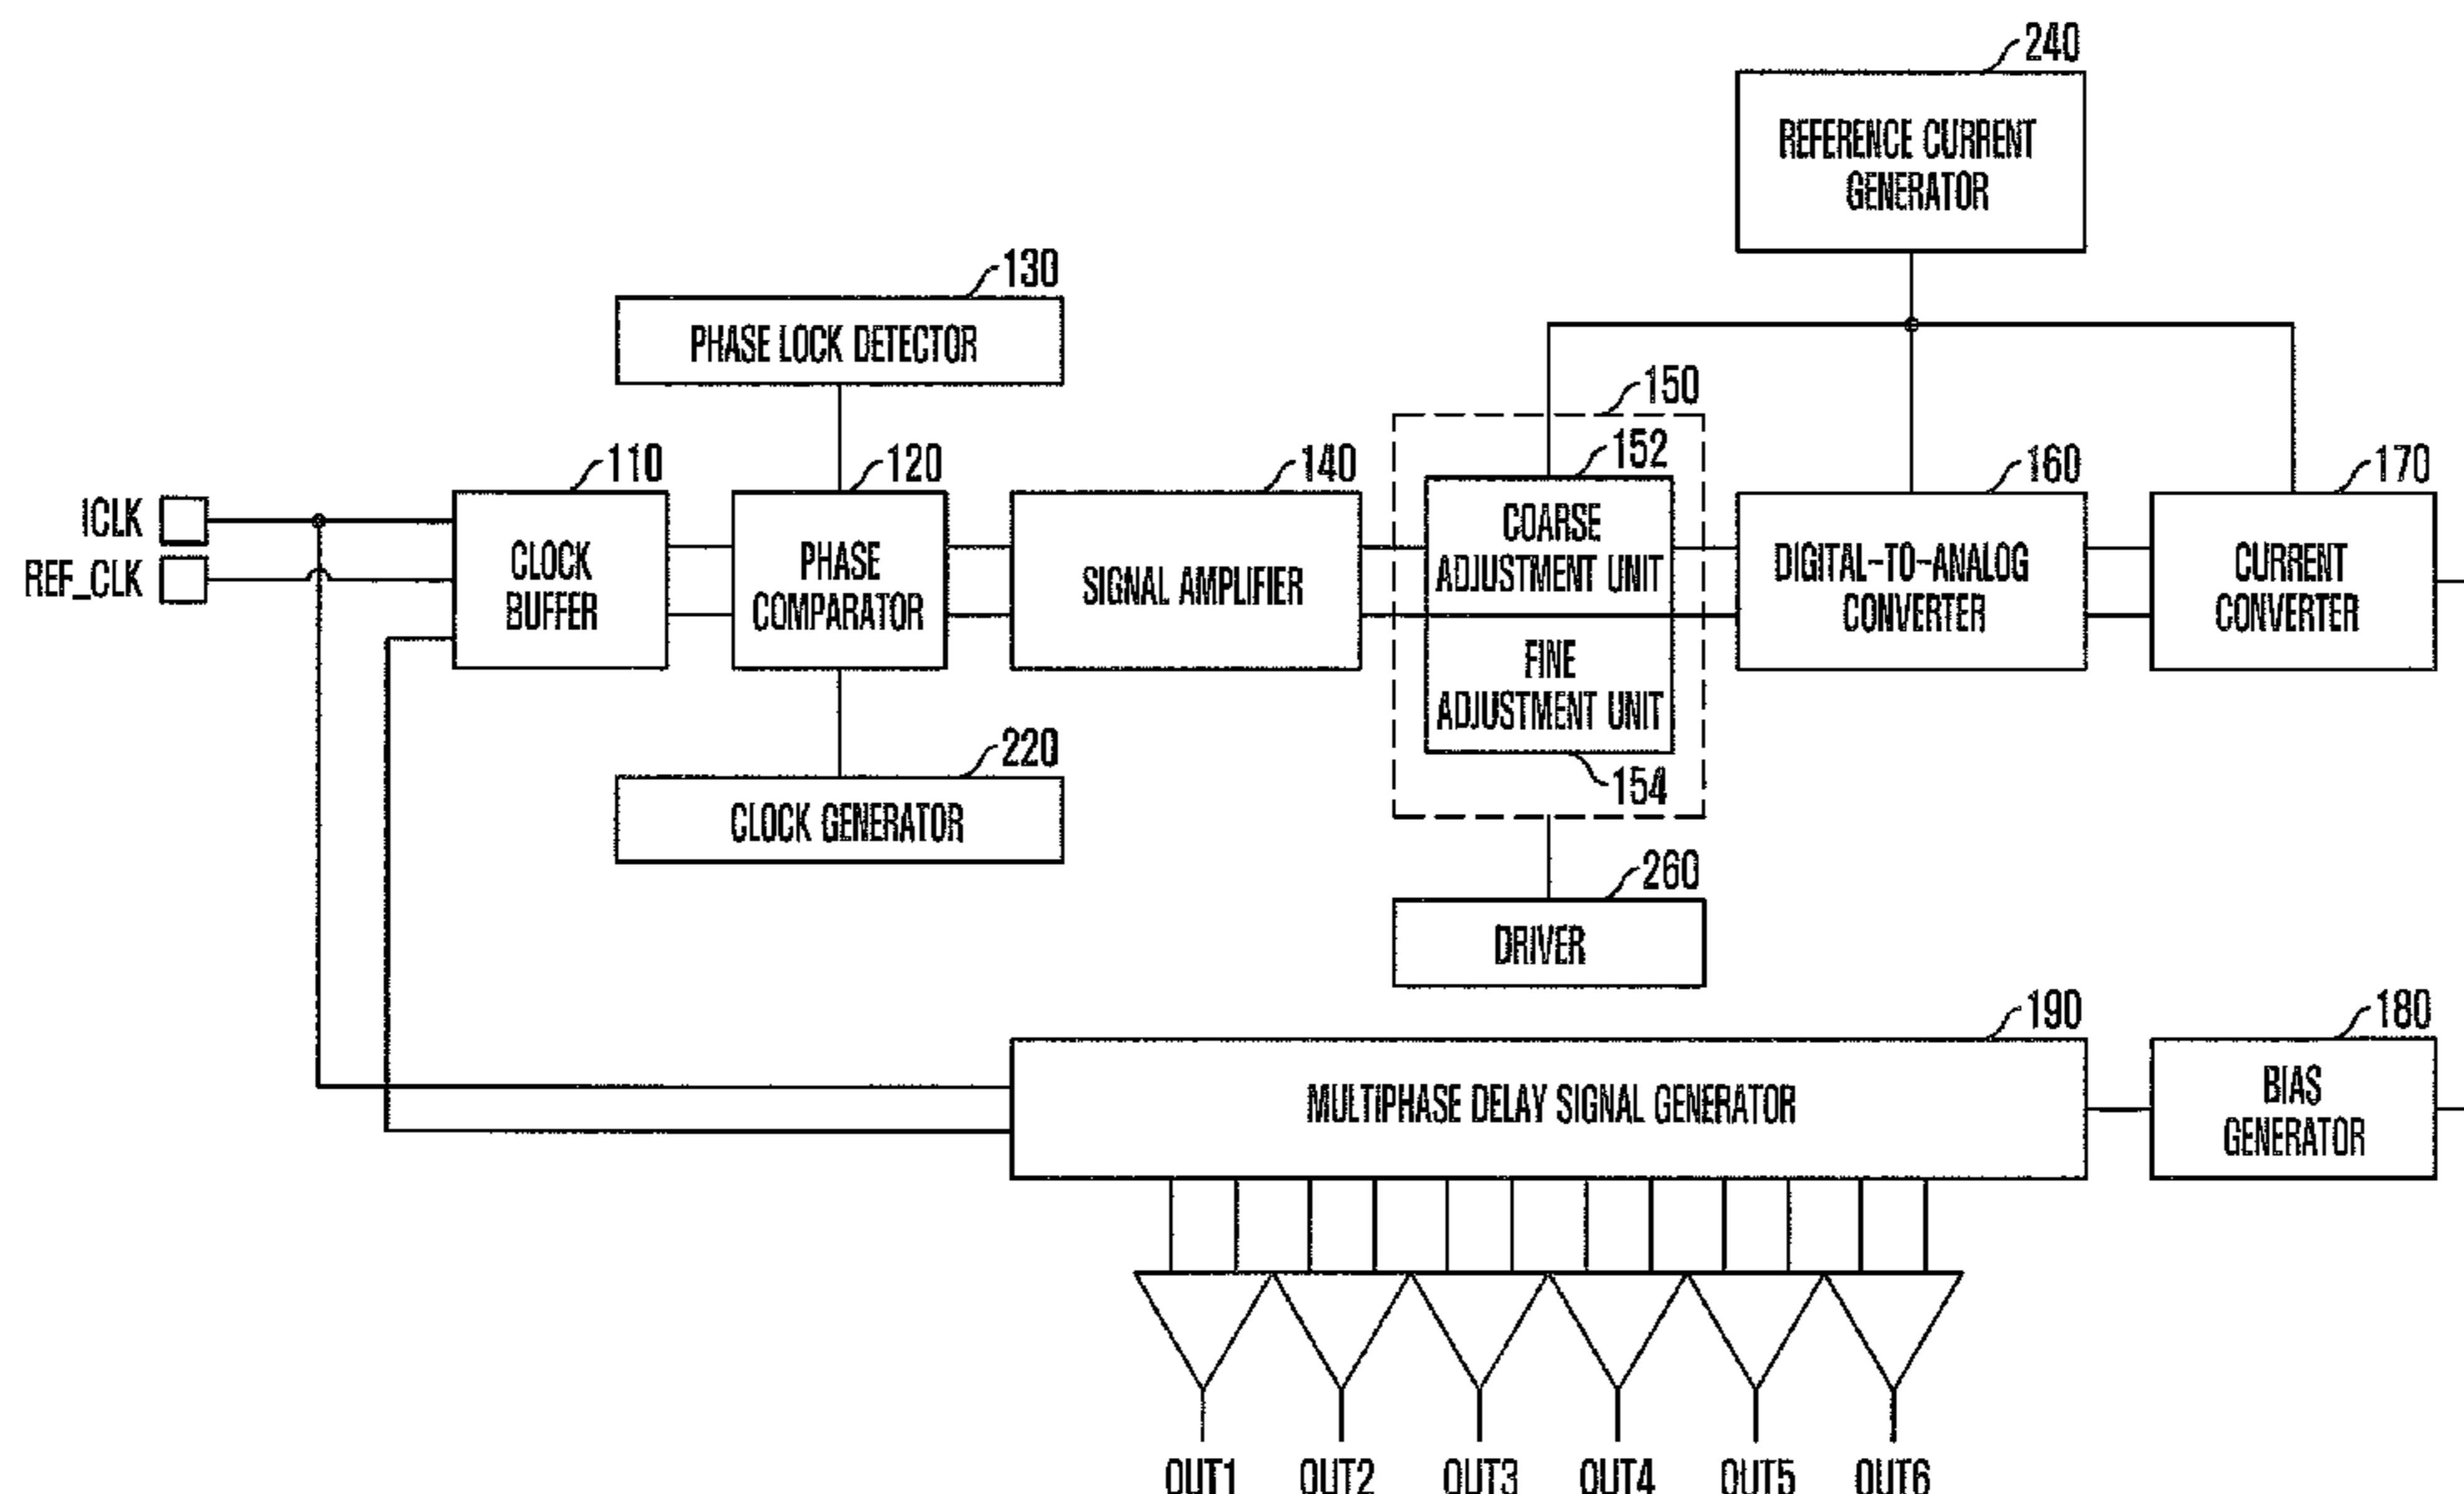 240
REFERENCE CURRENT
GENERATOR
130
PHASE LOCK DETECTOR
150
110
120
140
152
160
170
ICLK
REF_CLK
CLOCK
BUFFER
PHASE
COMPARATOR
SIGNAL AMPLIFIER
COARSE
ADJUSTMENT UNIT
FINE
ADJUSTMENT UNIT
154
DIGITAL-TO-ANALOG
CONVERTER
CURRENT
CONVERTER
220
CLOCK GENERATOR
260
DRIVER
190
MULTIPHASE DELAY SIGNAL GENERATOR
180
BIAS
GENERATOR
OUT1 OUT2 OUT3 OUT4 OUT5 OUT6